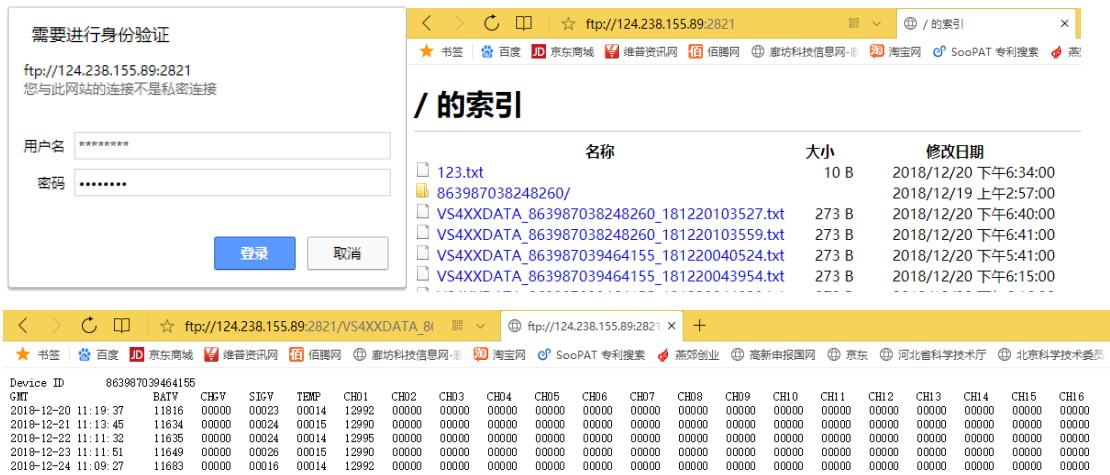 需要进行身份验证
ftp://124.238.155.89:2821
您与此网站的连接不是私密连接
用户名 ********
密码 ••••••••
登录 取消
ftp://124.238.155.89:2821 / 的索引
书签 百度 JD 京东商城 维普资讯网 佰 佰腾网 廊坊科技信息网- 淘宝网 SooPAT 专利搜索 燕
/ 的索引
名称 大小 修改日期
123.txt 10 B 2018/12/20 下午6:34:00
863987038248260/ 2018/12/19 上午2:57:00
VS4XXDATA_863987038248260_181220103527.txt 273 B 2018/12/20 下午6:40:00
VS4XXDATA_863987038248260_181220103559.txt 273 B 2018/12/20 下午6:41:00
VS4XXDATA_863987039464155_181220040524.txt 273 B 2018/12/20 下午5:41:00
VS4XXDATA_863987039464155_181220043954.txt 273 B 2018/12/20 下午6:15:00
ftp://124.238.155.89:2821/VS4XXDATA_86 ftp://124.238.155.89:2821
书签 百度 JD 京东商城 维普资讯网 佰 佰腾网 廊坊科技信息网- 淘宝网 SooPAT 专利搜索 燕郊创业 高新申报国网 京东 河北省科学技术厅 北京科学技术委员
Device ID 863987039464155
GMT BATV CHGV SIGV TEMP CH01 CH02 CH03 CH04 CH05 CH06 CH07 CH08 CH09 CH10 CH11 CH12 CH13 CH14 CH15 CH16
2018-12-20 11:19:37 11816 00000 00023 00014 12992 00000 00000 00000 00000 00000 00000 00000 00000 00000 00000 00000 00000 00000 00000 00000
2018-12-21 11:13:45 11634 00000 00024 00015 12990 00000 00000 00000 00000 00000 00000 00000 00000 00000 00000 00000 00000 00000 00000 00000
2018-12-22 11:11:32 11635 00000 00024 00014 12995 00000 00000 00000 00000 00000 00000 00000 00000 00000 00000 00000 00000 00000 00000 00000
2018-12-23 11:11:51 11649 00000 00026 00015 12990 00000 00000 00000 00000 00000 00000 00000 00000 00000 00000 00000 00000 00000 00000 00000
2018-12-24 11:09:27 11683 00000 00016 00014 12992 00000 00000 00000 00000 00000 00000 00000 00000 00000 00000 00000 00000 00000 00000 00000